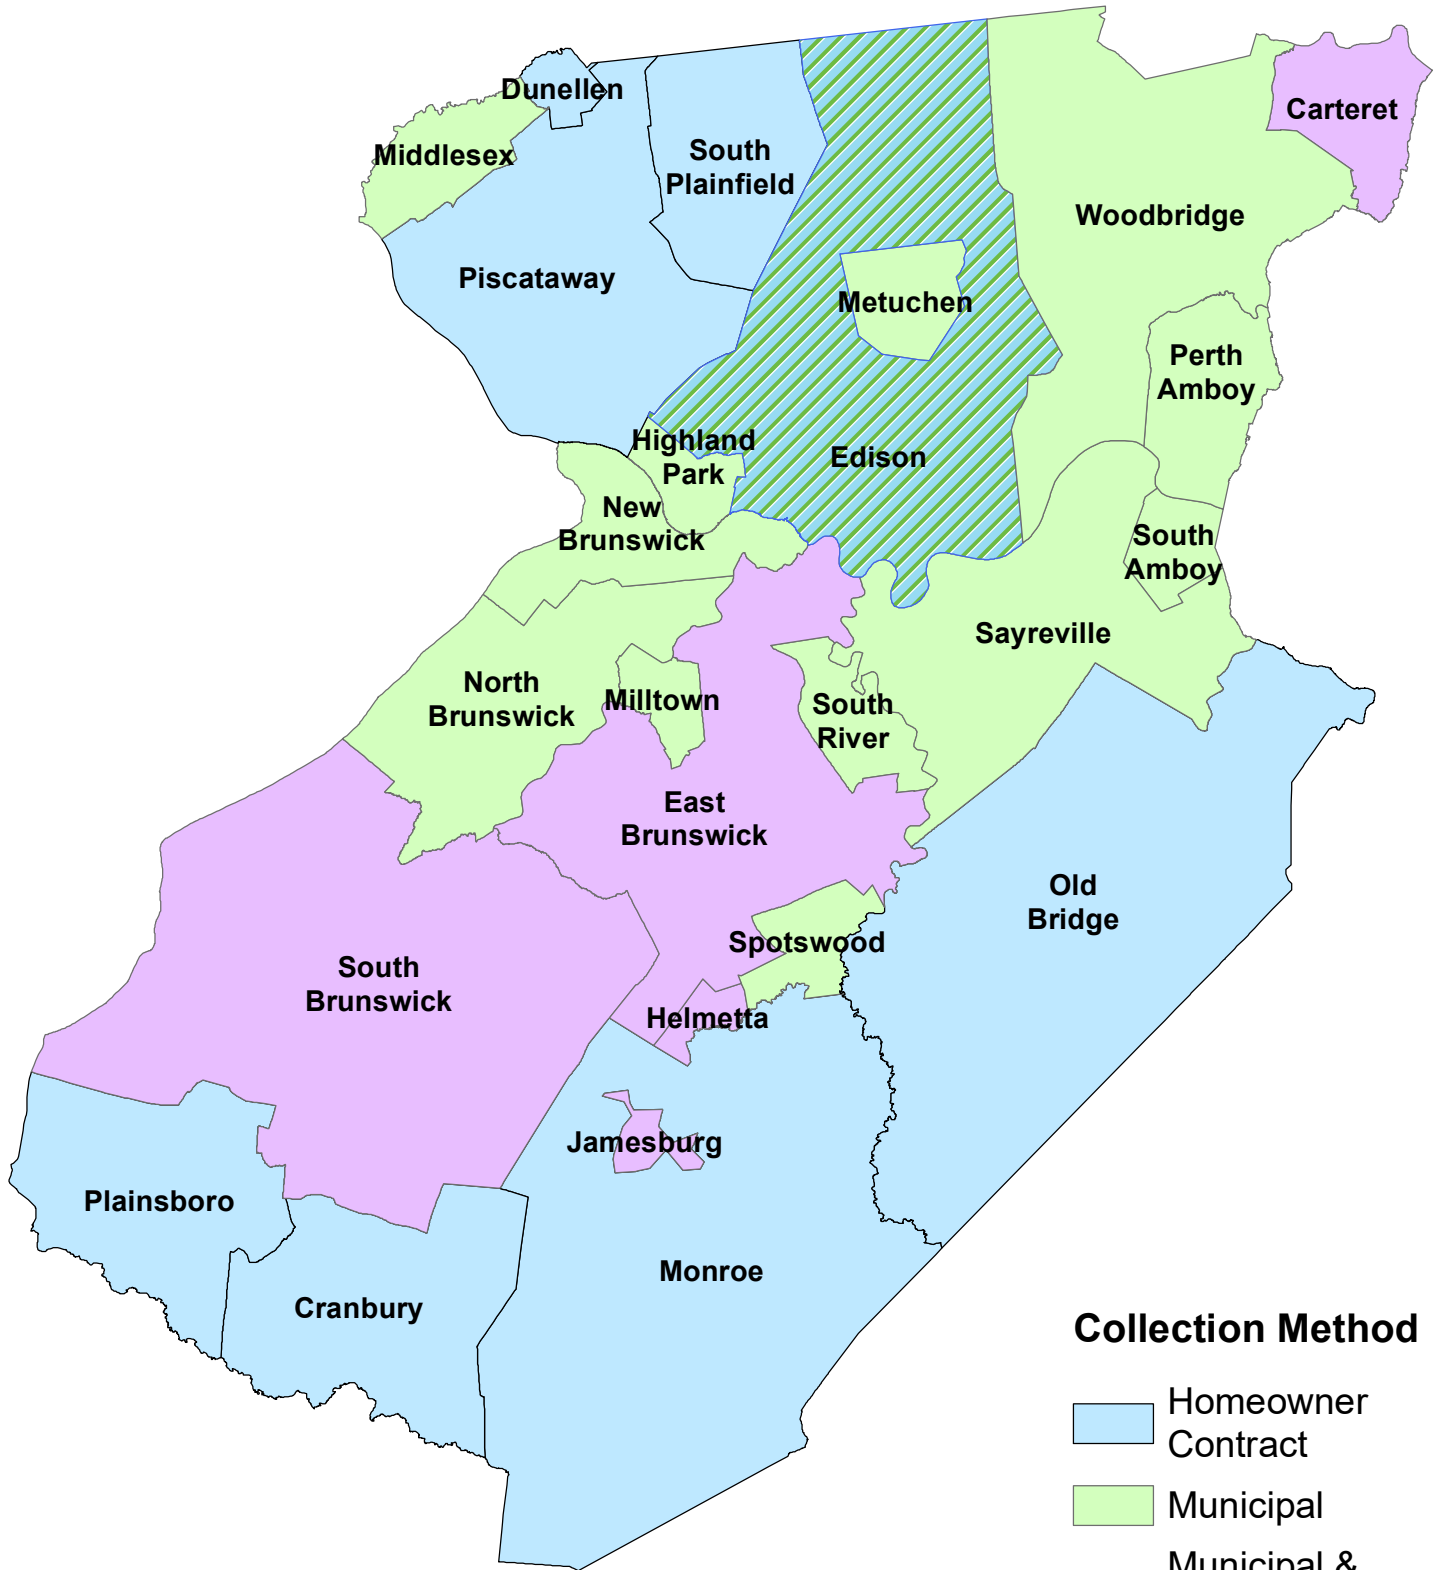 Dunellen
Carteret
Middlesex
South
Plainfield
Woodbridge
Piscataway
Metuchen
Perth
Amboy
Highland
Park
Edison
New
Brunswick
South
Amboy
Sayreville
North
Brunswick
Milltown
South
River
East
Brunswick
Old
Bridge
Spotswood
South
Brunswick
Helmetta
Jamesburg
Plainsboro
Monroe
Cranbury
Collection Method
Homeowner
Contract
Municipal
Municipal &